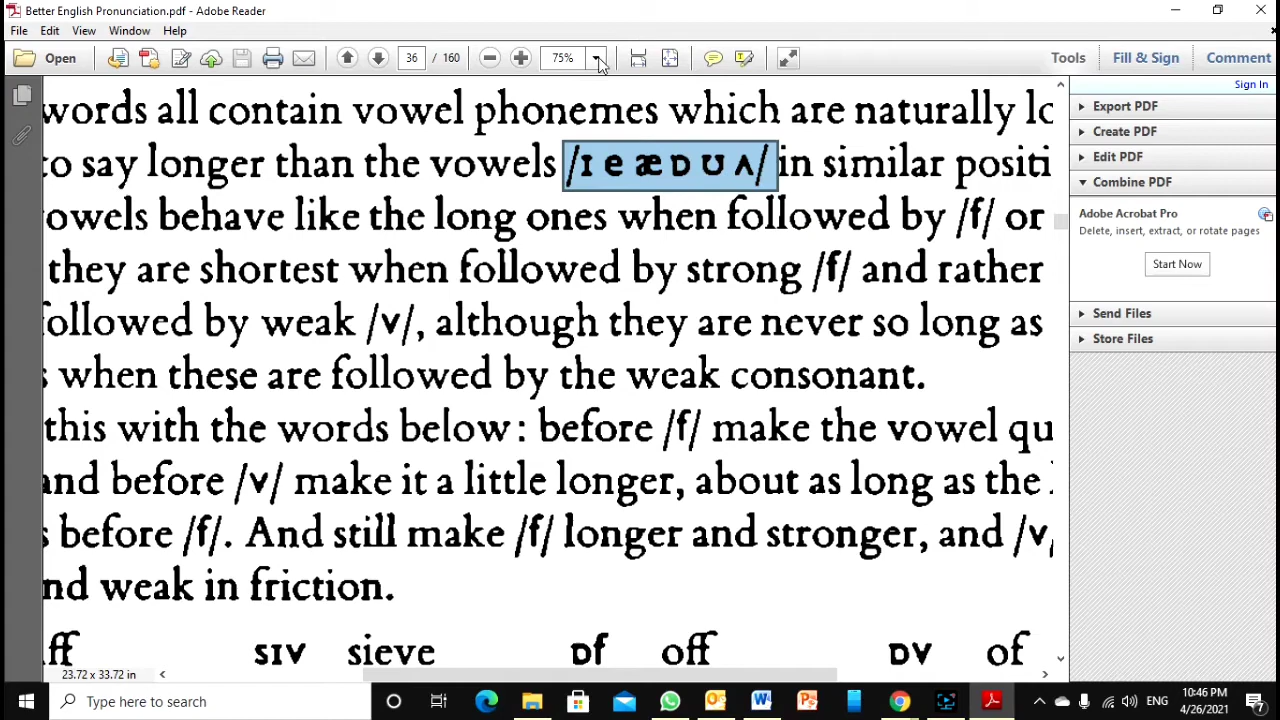 Better English Pronunciation.pdf - Adobe Reader
File Edit View Window Help
Open 36 / 160 75% Tools Fill & Sign Comment
Sign In
words all contain vowel phonemes which are naturally lo
to say longer than the vowels /ɪ e æ ɒ ʊ ʌ/ in similar positi
vowels behave like the long ones when followed by /f/ or
they are shortest when followed by strong /f/ and rather
followed by weak /v/, although they are never so long as
s when these are followed by the weak consonant.
this with the words below: before /f/ make the vowel qu
and before /v/ make it a little longer, about as long as the
s before /f/. And still make /f/ longer and stronger, and /v/
nd weak in friction.
ff sɪv sieve ɒf off ɒv of
23.72 x 33.72 in
Export PDF
Create PDF
Edit PDF
Combine PDF
Adobe Acrobat Pro
Delete, insert, extract, or rotate pages
Start Now
Send Files
Store Files
Type here to search
ENG
10:46 PM
4/26/2021
7